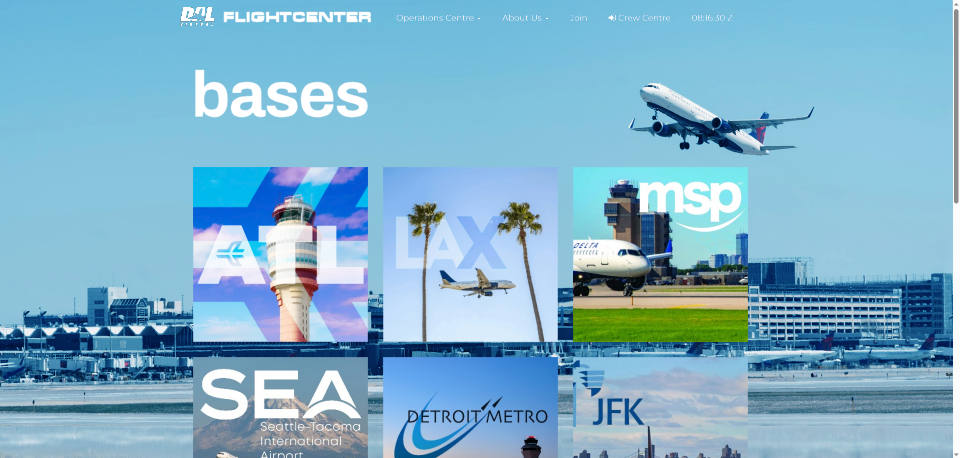 DAL
FLIGHTCENTER
Operations Centre
About Us
Join
Crew Centre
08:16:30 Z
bases
ATL
LAX
msp
DELTA
SEA
Seattle-Tacoma
International
Airport
DETROIT METRO
JFK